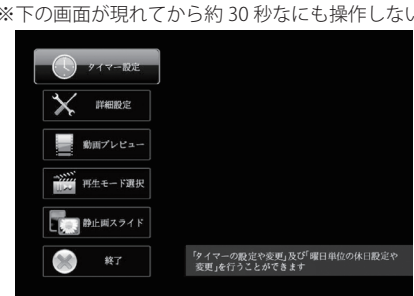 ※下の画面が現れてから約 30 秒なにも操作しない
タイマー設定
詳細設定
動画プレビュー
再生モード選択
静止画スライド
終了
「タイマーの設定や変更」及び「曜日単位の休日設定や
変更」を行うことができます